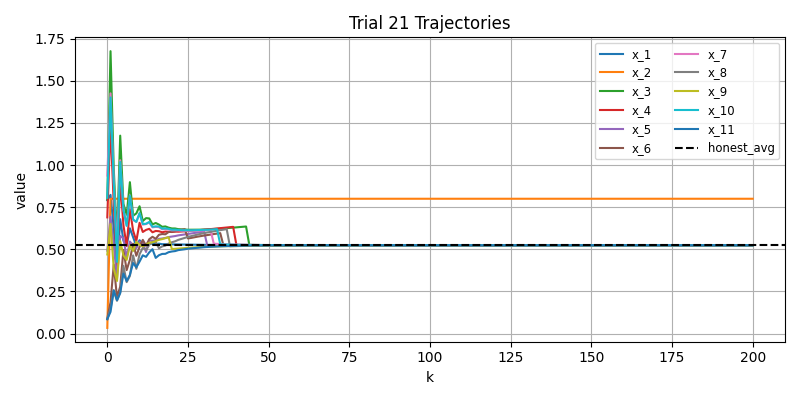 Trial 21 Trajectories
value
1.75
1.50
1.25
1.00
0.75
0.50
0.25
0.00
x_1
x_2
x_3
x_4
x_5
x_6
x_7
x_8
x_9
x_10
x_11
honest_avg
0 25 50 75 100 125 150 175 200
k